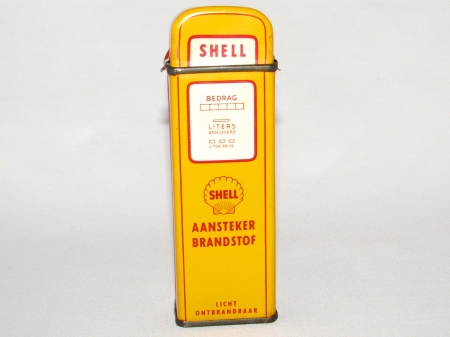 SHELL
BEDRAG
LITERS
AFGELEVERD
LITER PRIJS
SHELL
AANSTEKER
BRANDSTOF
LICHT
ONTBRANDBAAR